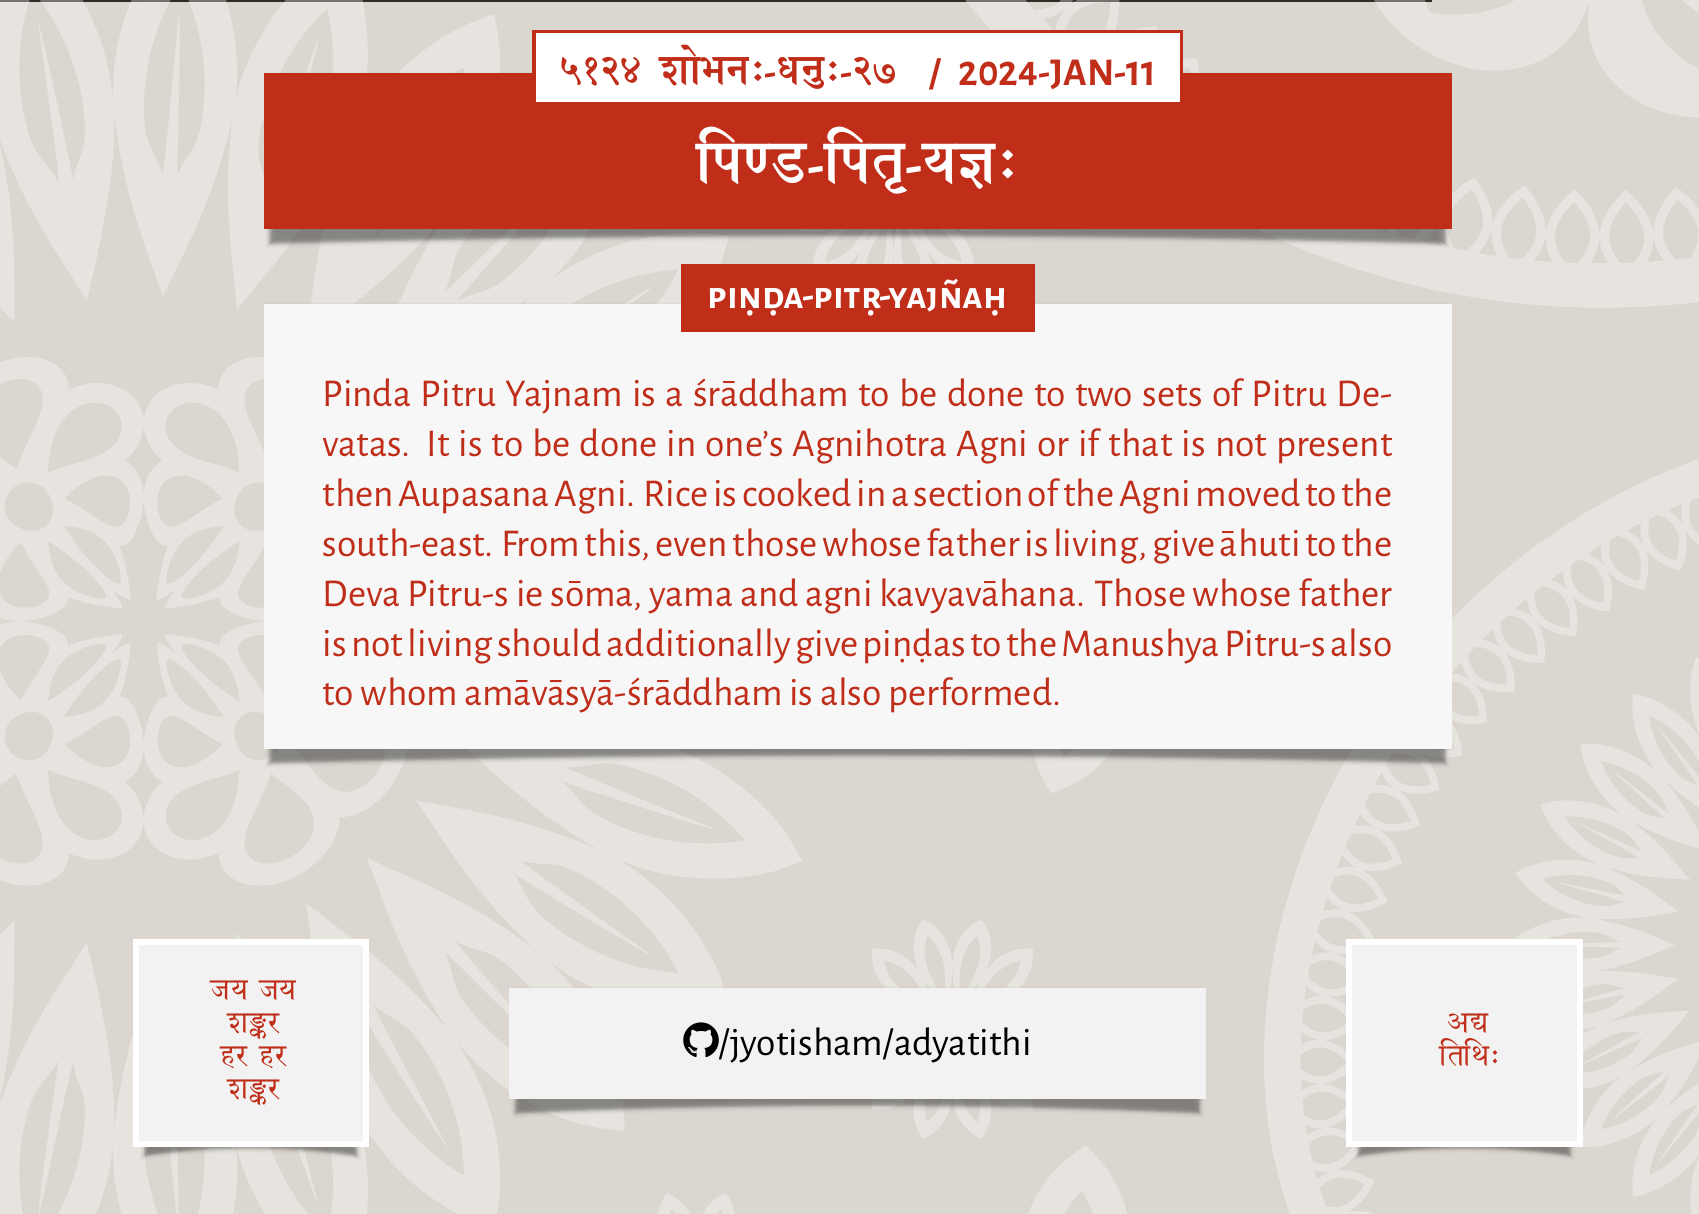 ५१२४ शोभनः-धनुः-२७ / 2024-JAN-11
पिण्ड-पितृ-यज्ञः
PIṆḌA-PITṚ-YAJÑAḤ
Pinda Pitru Yajnam is a śrāddham to be done to two sets of Pitru De-
vatas. It is to be done in one’s Agnihotra Agni or if that is not present
then Aupasana Agni. Rice is cooked in a section of the Agni moved to the
south-east. From this, even those whose father is living, give āhuti to the
Deva Pitru-s ie sōma, yama and agni kavyavāhana. Those whose father
is not living should additionally give piṇḍas to the Manushya Pitru-s also
to whom amāvāsyā-śrāddham is also performed.
जय जय
शङ्कर
हर हर
शङ्कर
/jyotisham/adyatithi
अद्य
तिथिः